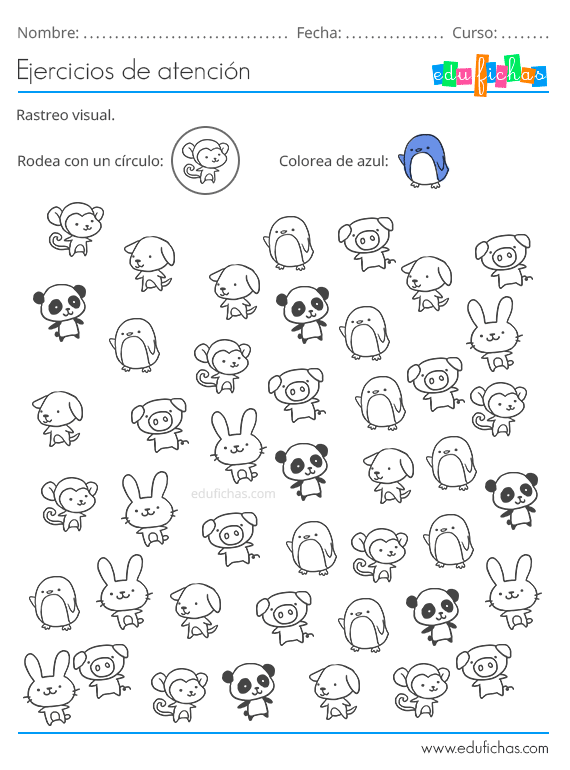 Nombre: ................................ Fecha: ............... Curso: ........
Ejercicios de atención
edufichas
Rastreo visual.
Rodea con un círculo:
Colorea de azul:
edufichas.com
www.edufichas.com